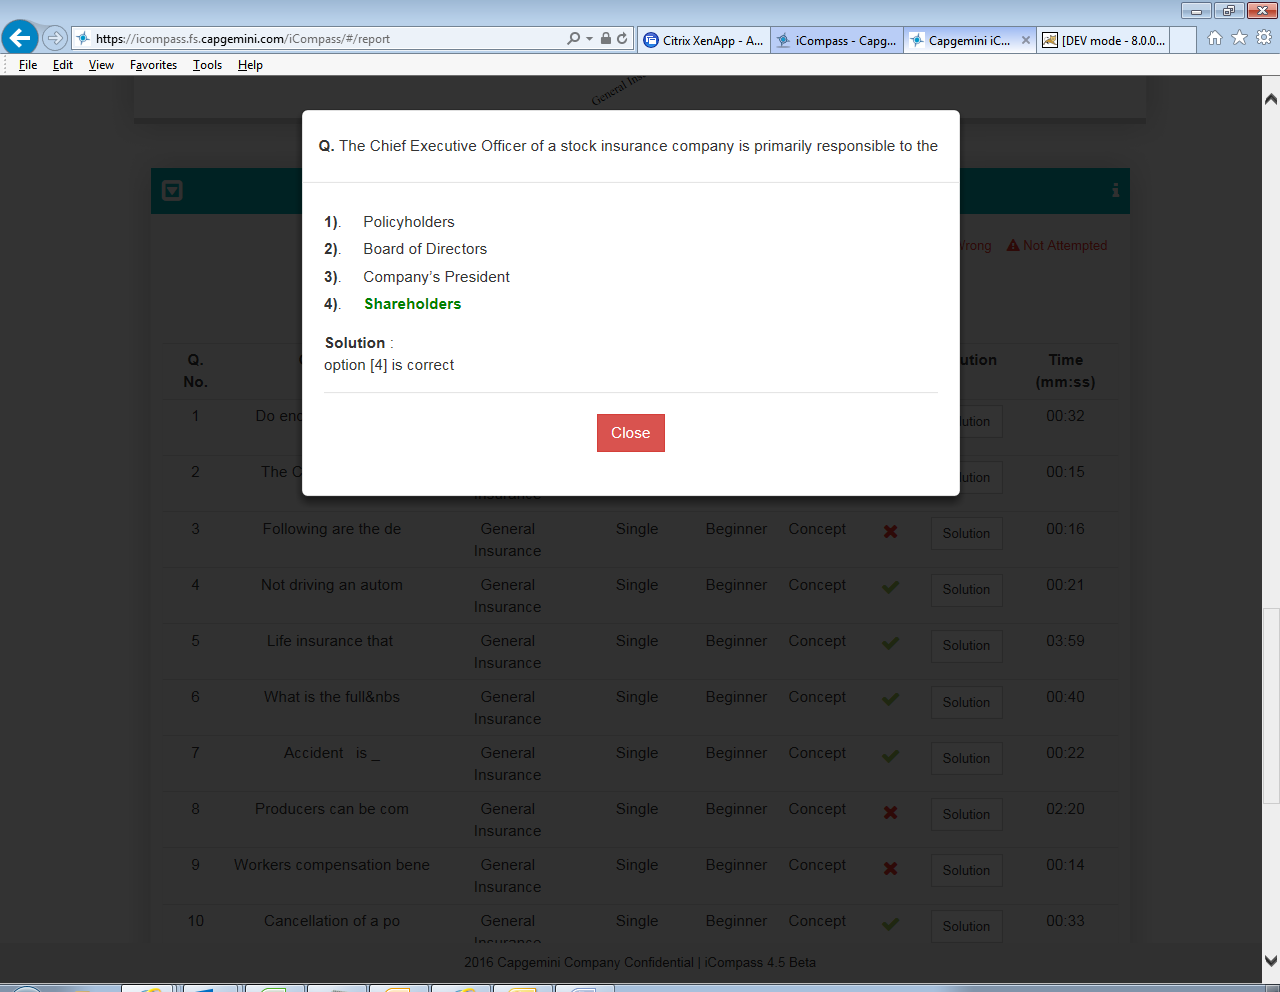 https://icompass.fs.capgemini.com/iCompass/#/report
Citrix XenApp - A...
iCompass - Capg...
Capgemini iC...
[DEV mode - 8.0.0...
File Edit View Favorites Tools Help
General Ins
Q. The Chief Executive Officer of a stock insurance company is primarily responsible to the
1). Policyholders
2). Board of Directors
3). Company's President
4). Shareholders
Solution :
option [4] is correct
Close
Wrong Not Attempted
Q. No. ution Time (mm:ss)
1 Do en lution 00:32
2 The C lution 00:15
Insurance
3 Following are the de General Insurance Single Beginner Concept Solution 00:16
4 Not driving an autom General Insurance Single Beginner Concept Solution 00:21
5 Life insurance that General Insurance Single Beginner Concept Solution 03:59
6 What is the full&nbs General Insurance Single Beginner Concept Solution 00:40
7 Accident is _ General Insurance Single Beginner Concept Solution 00:22
8 Producers can be com General Insurance Single Beginner Concept Solution 02:20
9 Workers compensation bene General Insurance Single Beginner Concept Solution 00:14
10 Cancellation of a po General Insurance Single Beginner Concept Solution 00:33
2016 Capgemini Company Confidential | iCompass 4.5 Beta